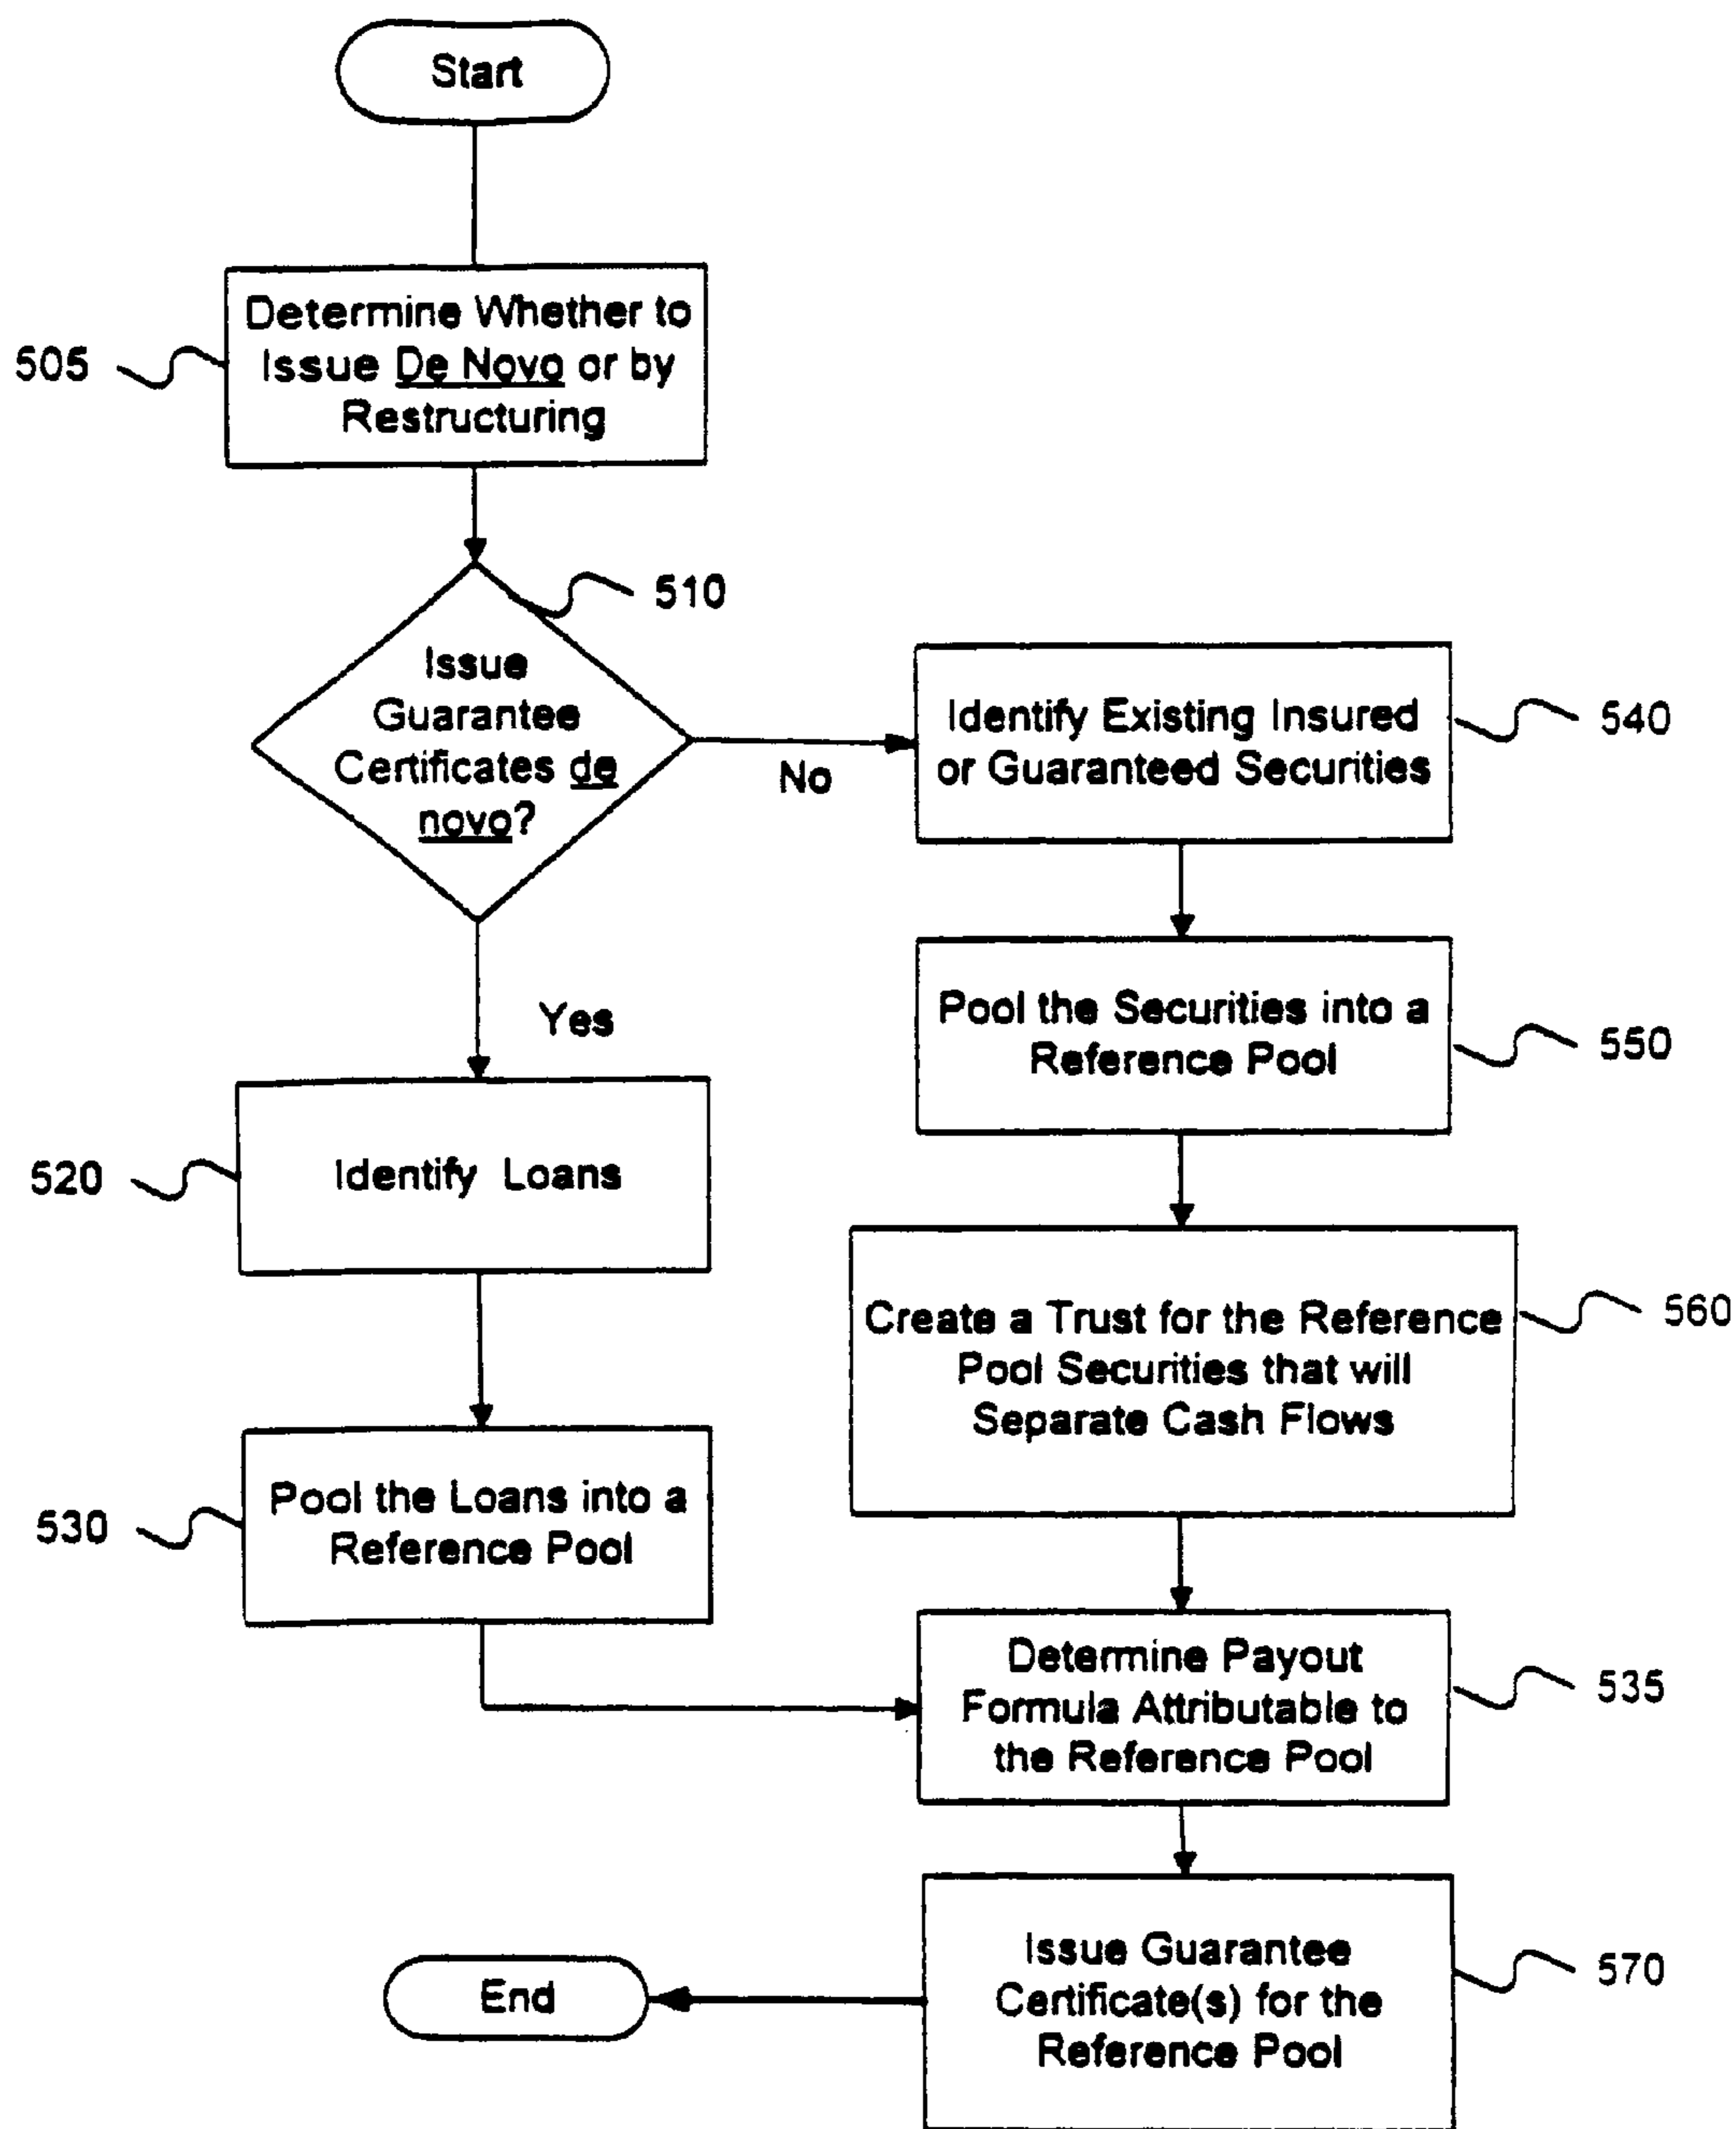 Start
505
Determine Whether to
Issue De Novo or by
Restructuring
510
Issue
Guarantee
Certificates de
novo?
No
Yes
Identify Existing Insured
or Guaranteed Securities
540
Pool the Securities into a
Reference Pool
550
520
Identify Loans
Create a Trust for the Reference
Pool Securities that will
Separate Cash Flows
560
530
Pool the Loans into a
Reference Pool
Determine Payout
Formula Attributable to
the Reference Pool
535
Issue Guarantee
Certificate(s) for the
Reference Pool
570
End